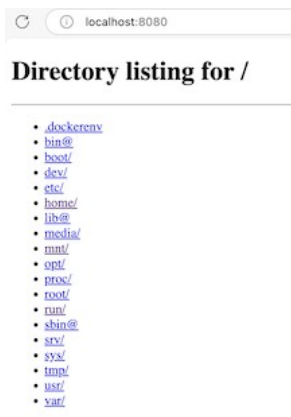 localhost:8080
Directory listing for /
.dockerenv
bin@
boot/
dev/
etc/
home/
lib@
media/
mnt/
opt/
proc/
root/
run/
sbin@
srv/
sys/
tmp/
usr/
var/